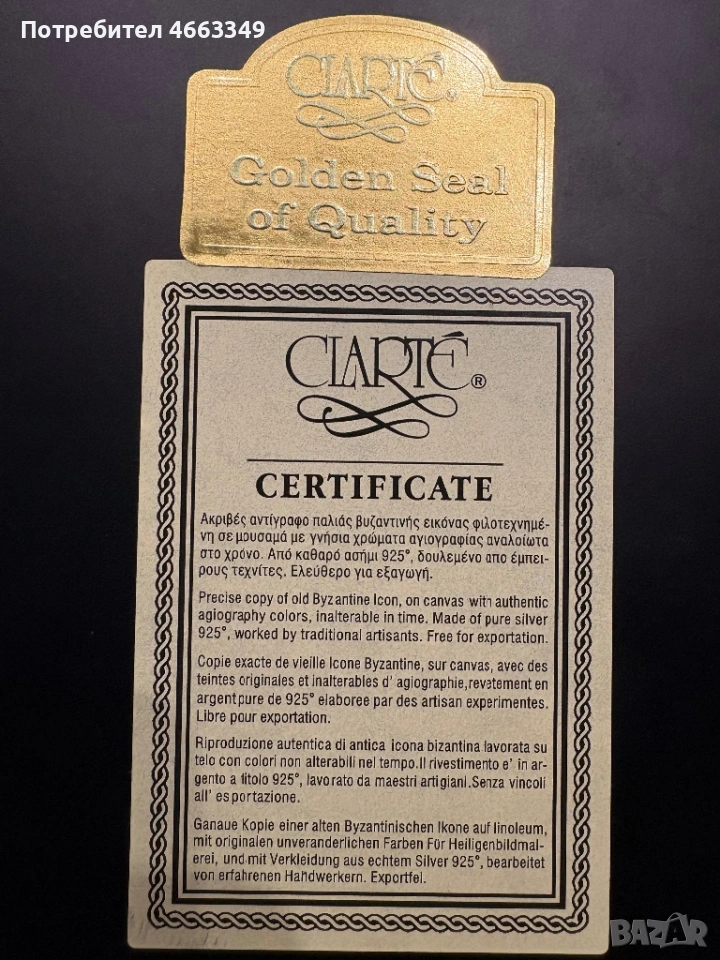 Потребител 4663349
CLARTÉ®
Golden Seal
of Quality
CLARTÉ®
CERTIFICATE
Ακριβές αντίγραφο παλιάς βυζαντινής εικόνας φιλοτεχνημέ-
νη σε μουσαμά με γνήσια χρώματα αγιογραφίας αναλοίωτα
στο χρόνο. Από καθαρό ασήμι 925°, δουλεμένο απο έμπει-
ρους τεχνίτες. Ελεύθερο για εξαγωγή.
Precise copy of old Byzantine Icon, on canvas with authentic
agiography colors, inalterable in time. Made of pure silver
925°, worked by traditional artisants. Free for exportation.
Copie exacte de vieille Icone Byzantine, sur canvas, avec des
teintes originales et inalterables d' agiographie,revetement en
argentpure de 925° elaboree par des artisan experimentes.
Libre pour exportation.
Riproduzione autentica di antica icona bizantina lavorata su
telo con colori non alterabili nel tempo.Il rivestimento e' in ar-
gento a titolo 925°, lavorato da maestri artigiani.Senza vincoli
all' esportazione.
Ganaue Kopie einer alten Byzantinischen Ikone auf linoleum,
mit originalen unveranderlichen Farben Für Heiligenbildmal-
erei, und mit Verkleidung aus echtem Silver 925°, bearbeitet
von erfahrenen Hahdwerkern. Exportfel.
BAZAR